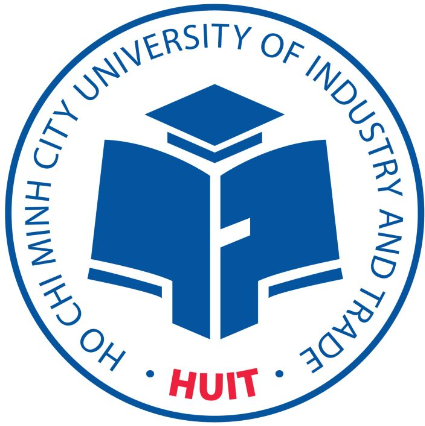 HO CHI MINH CITY UNIVERSITY OF INDUSTRY AND TRADE
• HUIT •